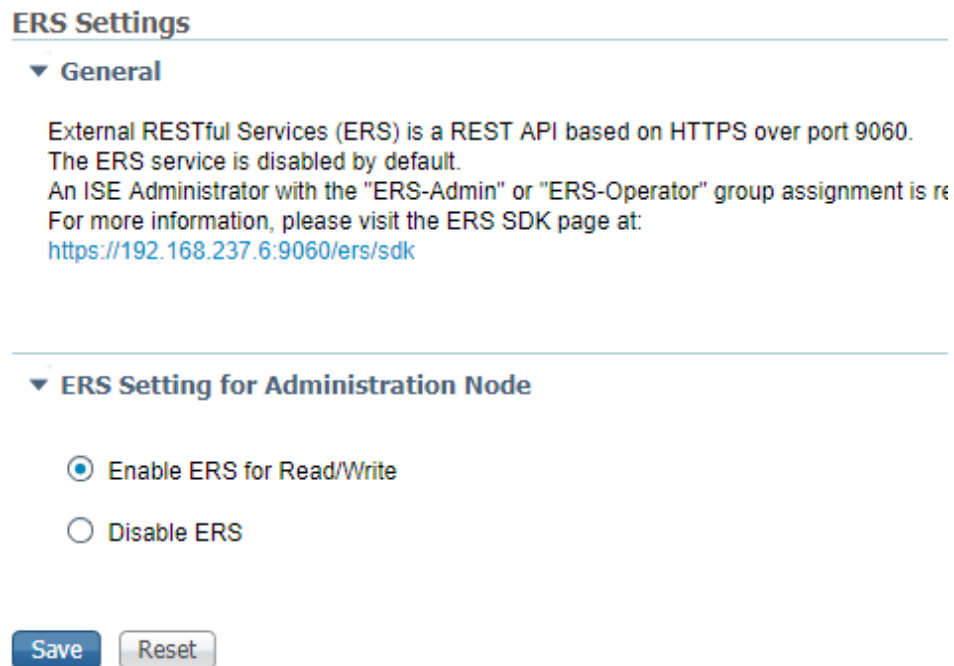 ERS Settings
General
External RESTful Services (ERS) is a REST API based on HTTPS over port 9060.
The ERS service is disabled by default.
An ISE Administrator with the "ERS-Admin" or "ERS-Operator" group assignment is
For more information, please visit the ERS SDK page at:
https://192.168.237.6:9060/ers/sdk
ERS Setting for Administration Node
Enable ERS for Read/Write
Disable ERS
Save Reset